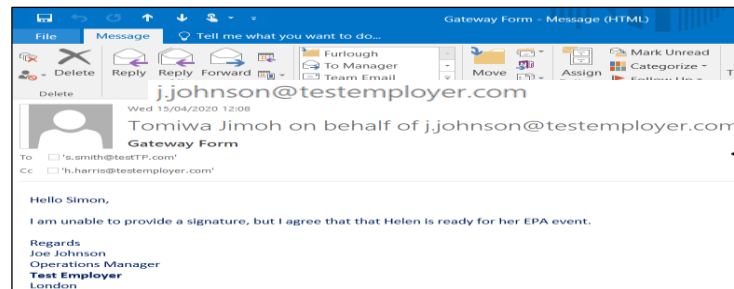 Gateway Form - Message (HTML)
File Message Tell me what you want to do...
Furlough Mark Unread
To Manager Categorize
Delete Reply Reply Forward Team Email Move Assign
Delete
j.johnson@testemployer.com
Wed 15/04/2020 12:08
Tomiwa Jimoh on behalf of j.johnson@testemployer.com
Gateway Form
To 's.smith@testTP.com'
Cc 'h.harris@testemployer.com'
Hello Simon,
I am unable to provide a signature, but I agree that that Helen is ready for her EPA event.
Regards
Joe Johnson
Operations Manager
Test Employer
London